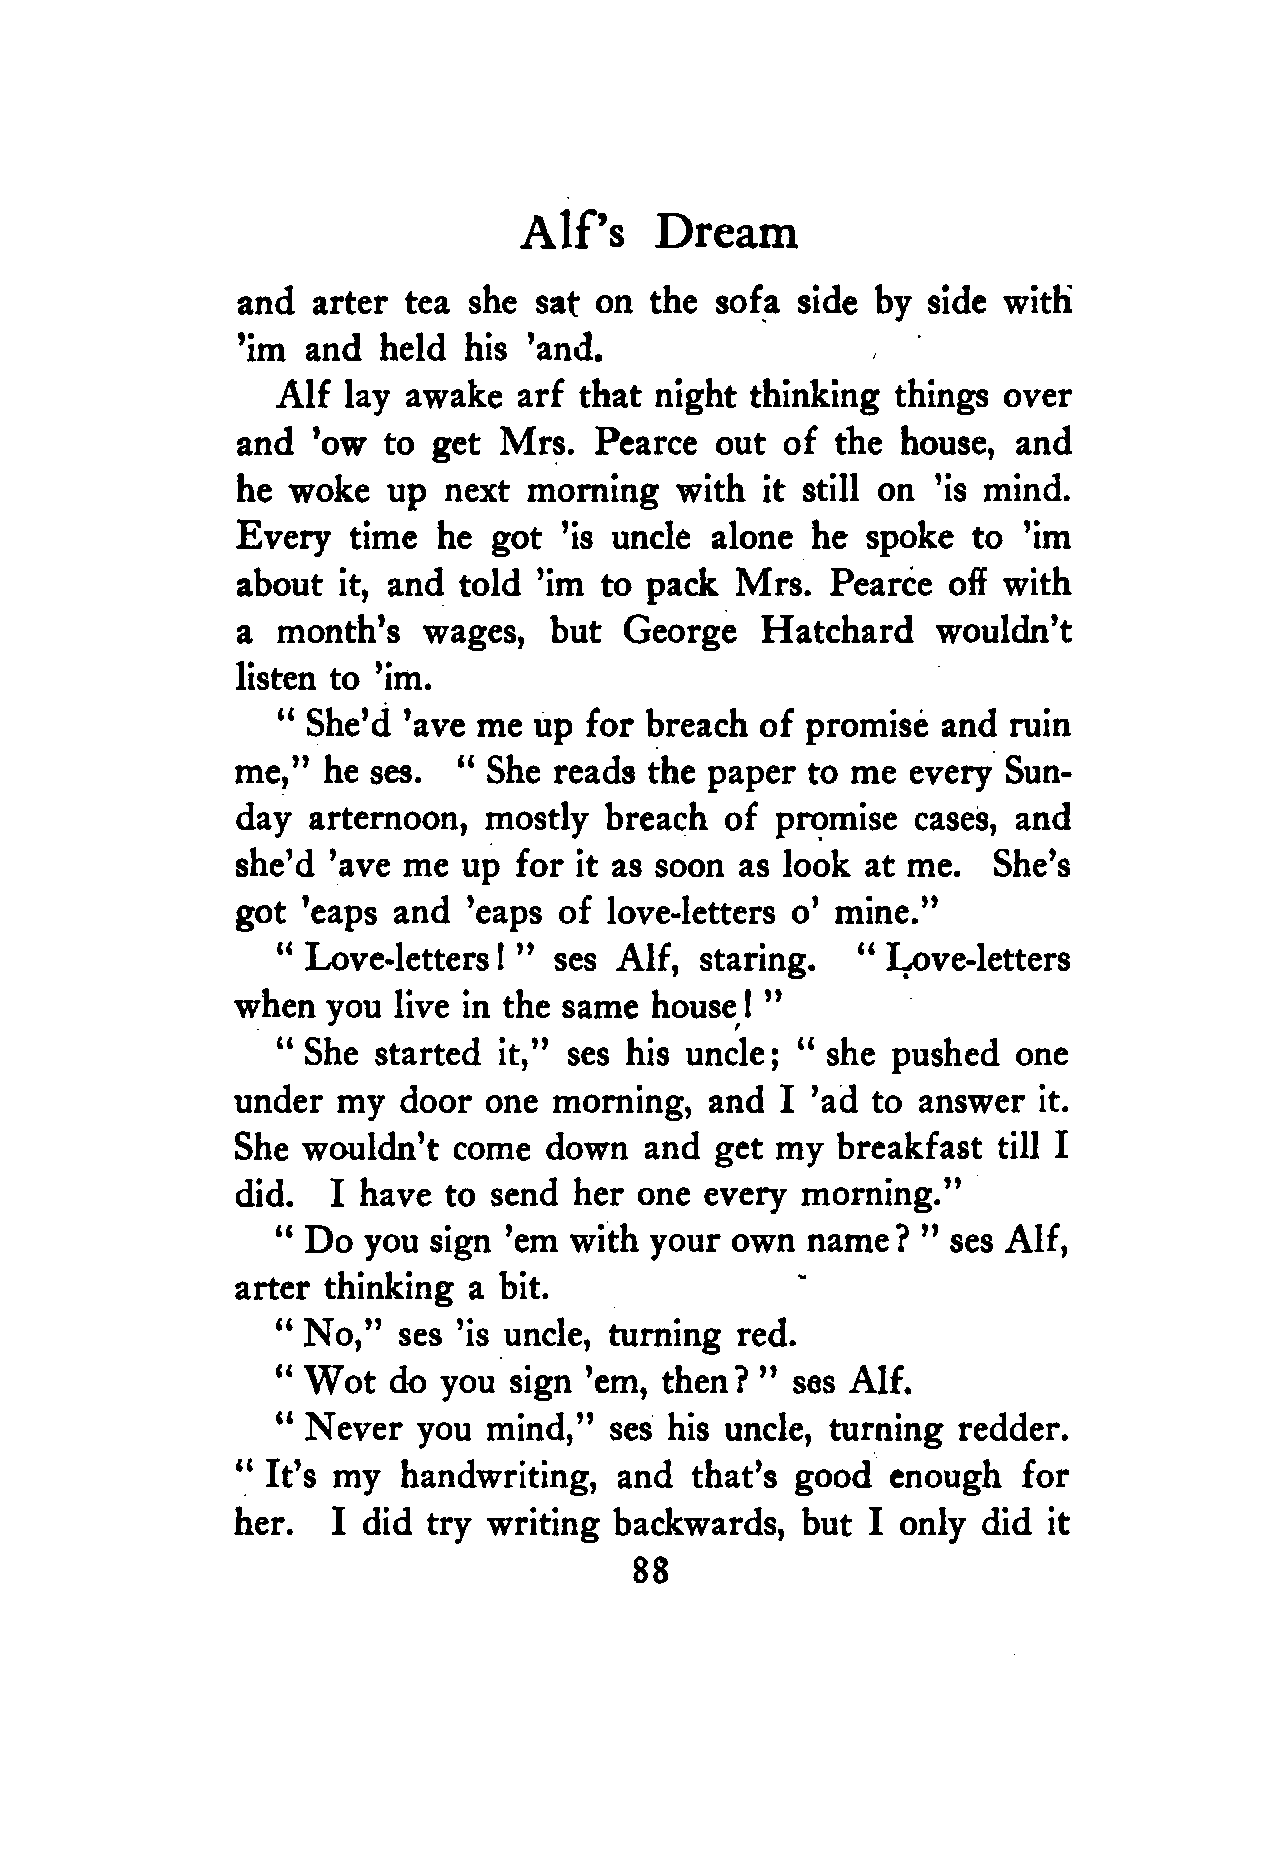 Alf's Dream
and arter tea she sat on the sofa side by side with
'im and held his 'and.
Alf lay awake arf that night thinking things over
and 'ow to get Mrs. Pearce out of the house, and
he woke up next morning with it still on 'is mind.
Every time he got 'is uncle alone he spoke to 'im
about it, and told 'im to pack Mrs. Pearce off with
a month's wages, but George Hatchard wouldn't
listen to 'im.
" She'd 'ave me up for breach of promise and ruin
me," he ses. " She reads the paper to me every Sun-
day arternoon, mostly breach of promise cases, and
she'd 'ave me up for it as soon as look at me. She's
got 'eaps and 'eaps of love-letters o' mine."
" Love-letters ! " ses Alf, staring. " Love-letters
when you live in the same house ! "
" She started it," ses his uncle; " she pushed one
under my door one morning, and I 'ad to answer it.
She wouldn't come down and get my breakfast till I
did. I have to send her one every morning."
" Do you sign 'em with your own name ? " ses Alf,
arter thinking a bit.
" No," ses 'is uncle, turning red.
" Wot do you sign 'em, then ? " ses Alf.
" Never you mind," ses his uncle, turning redder.
" It's my handwriting, and that's good enough for
her. I did try writing backwards, but I only did it
88